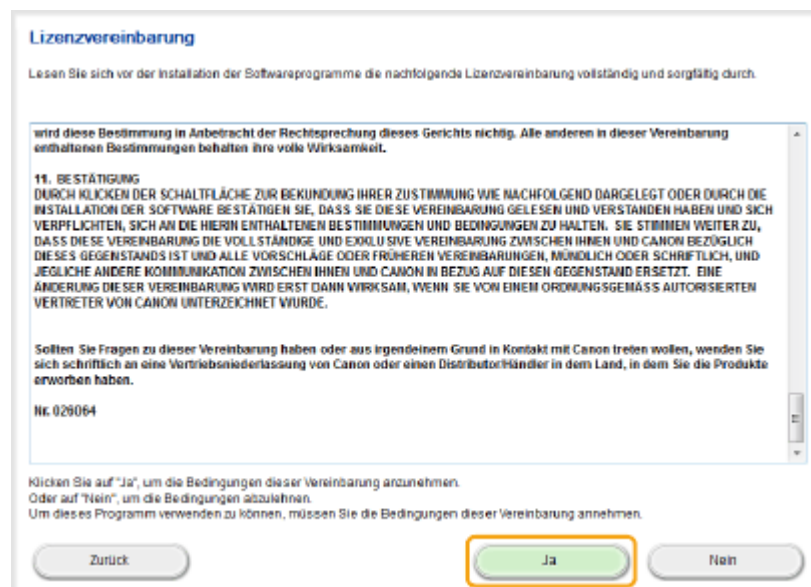 Lizenzvereinbarung
Lesen Sie sich vor der Installation der Softwareprogramme die nachfolgende Lizenzvereinbarung vollständig und sorgfältig durch.
wird diese Bestimmung in Anbetracht der Rechtsprechung dieses Gerichts nichtig. Alle anderen in dieser Vereinbarung
enthaltenen Bestimmungen behalten ihre volle Wirksamkeit.
11. BESTÄTIGUNG
DURCH KLICKEN DER SCHALTFLÄCHE ZUR BEKUNDUNG IHRER ZUSTIMMUNG WIE NACHFOLGEND DARGELEGT ODER DURCH DIE
INSTALLATION DER SOFTWARE BESTÄTIGEN SIE, DASS SIE DIESE VEREINBARUNG GELESEN UND VERSTANDEN HABEN UND SICH
VERPFLICHTEN, SICH AN DIE HIERIN ENTHALTENEN BESTIMMUNGEN UND BEDINGUNGEN ZU HALTEN. SIE STIMMEN WEITER ZU,
DASS DIESE VEREINBARUNG DIE VOLLSTÄNDIGE UND EXKLUSIVE VEREINBARUNG ZWISCHEN IHNEN UND CANON BEZÜGLICH
DIESES GEGENSTANDS IST UND ALLE VORSCHLÄGE ODER FRÜHEREN VEREINBARUNGEN, MÜNDLICH ODER SCHRIFTLICH, UND
JEGLICHE ANDERE KOMMUNIKATION ZWISCHEN IHNEN UND CANON IN BEZUG AUF DIESEN GEGENSTAND ERSETZT. EINE
ÄNDERUNG DIESER VEREINBARUNG WIRD ERST DANN WIRKSAM, WENN SIE VON EINEM ORDNUNGSGEMÄSS AUTORISIERTEN
VERTRETER VON CANON UNTERZEICHNET WURDE.
Sollten Sie Fragen zu dieser Vereinbarung haben oder aus irgendeinem Grund in Kontakt mit Canon treten wollen, wenden Sie
sich schriftlich an eine Vertriebsniederlassung von Canon oder einen Distributor/Händler in dem Land, in dem Sie die Produkte
erworben haben.
Nr. 026064
Klicken Sie auf "Ja", um die Bedingungen dieser Vereinbarung anzunehmen.
Oder auf "Nein", um die Bedingungen abzulehnen.
Um dieses Programm verwenden zu können, müssen Sie die Bedingungen dieser Vereinbarung annehmen.
Zurück Ja Nein